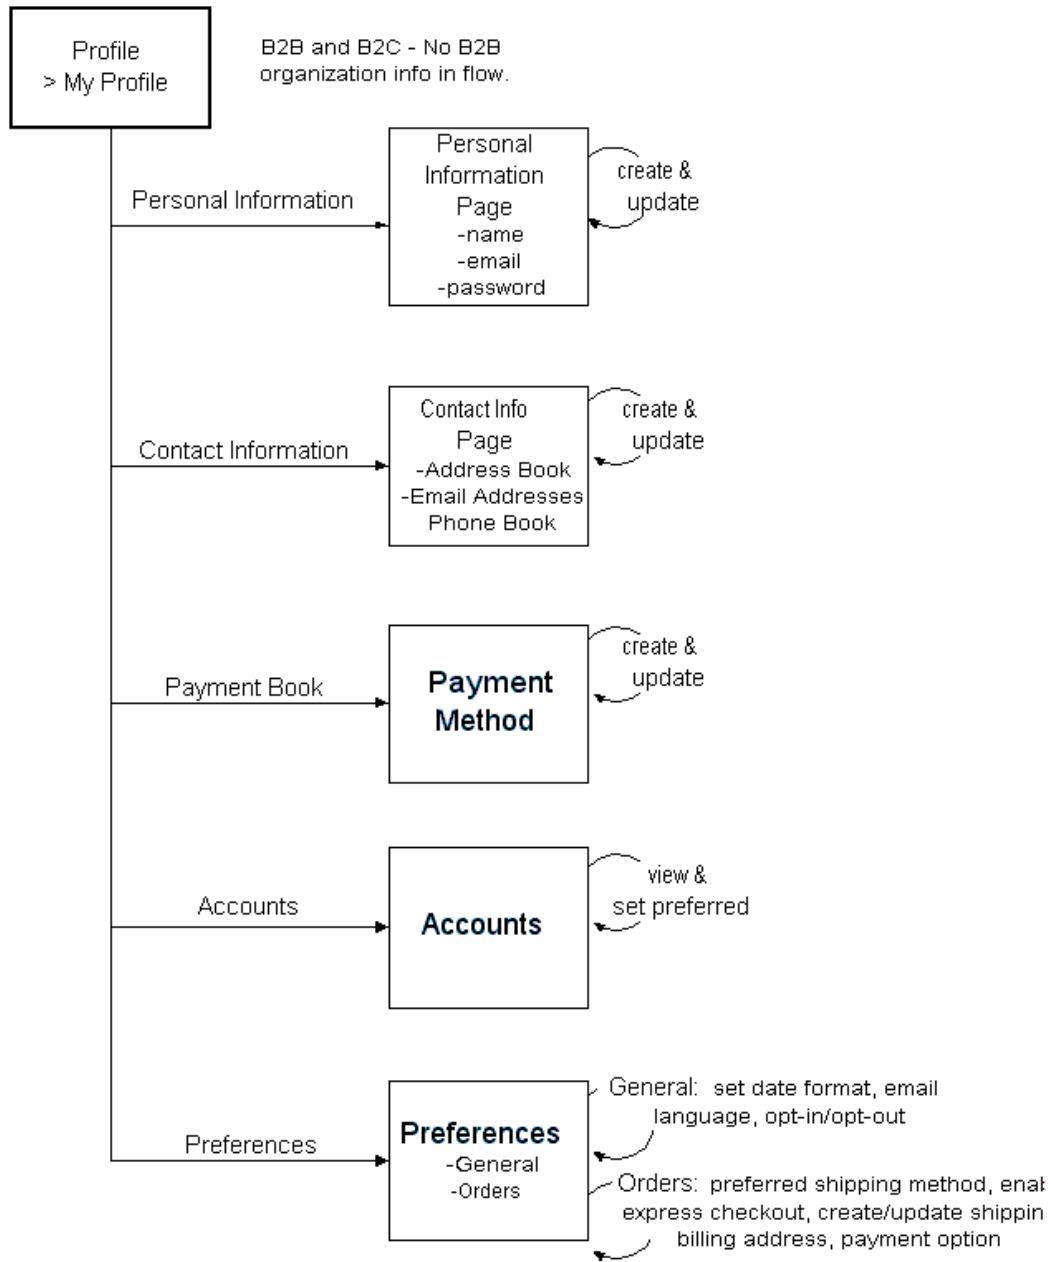 Profile
> My Profile
B2B and B2C - No B2B
organization info in flow.
Personal Information
Personal
Information
Page
-name
-email
-password
create &
update
Contact Information
Contact Info
Page
-Address Book
-Email Addresses
Phone Book
create &
update
Payment Book
Payment
Method
create &
update
Accounts
Accounts
view &
set preferred
Preferences
Preferences
-General
-Orders
General: set date format, email
language, opt-in/opt-out
Orders: preferred shipping method,
express checkout, create/update
billing address, payment option